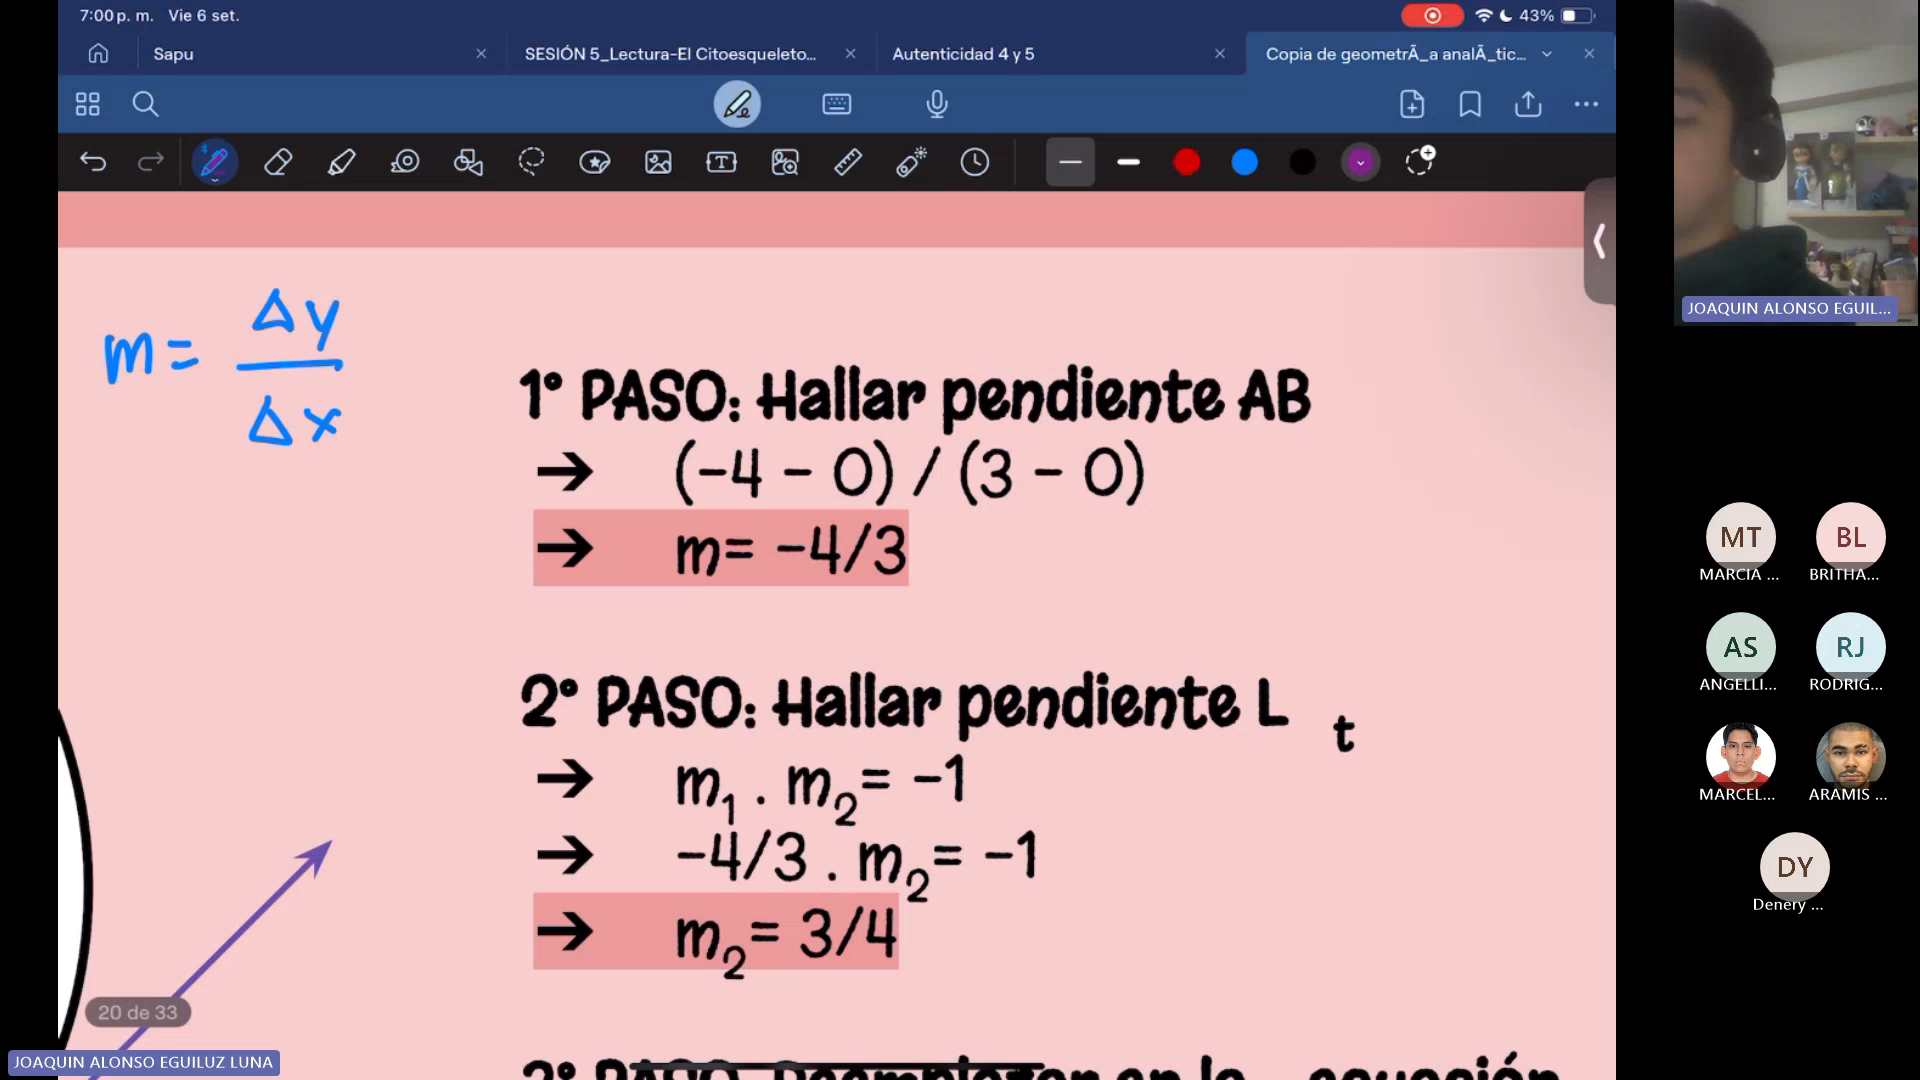 7:00 p. m. Vie 6 set.
43%
Sapu
SESIÓN 5_Lectura-El Citoesqueleto...
Autenticidad 4 y 5
Copia de geometrÃ_a analÃ_tic...
m = Δy
Δx
1° PASO: Hallar pendiente AB
➔ (-4 - 0) / (3 - 0)
➔ m= -4/3
2° PASO: Hallar pendiente L t
➔ m1 . m2= -1
➔ -4/3 . m2= -1
➔ m2= 3/4
20 de 33
JOAQUIN ALONSO EGUILUZ LUNA
JOAQUIN ALONSO EGUIL...
MT BL
MARCIA ... BRITHA...
AS RJ
ANGELLI... RODRIG...
MARCEL... ARAMIS ...
DY
Denery ...